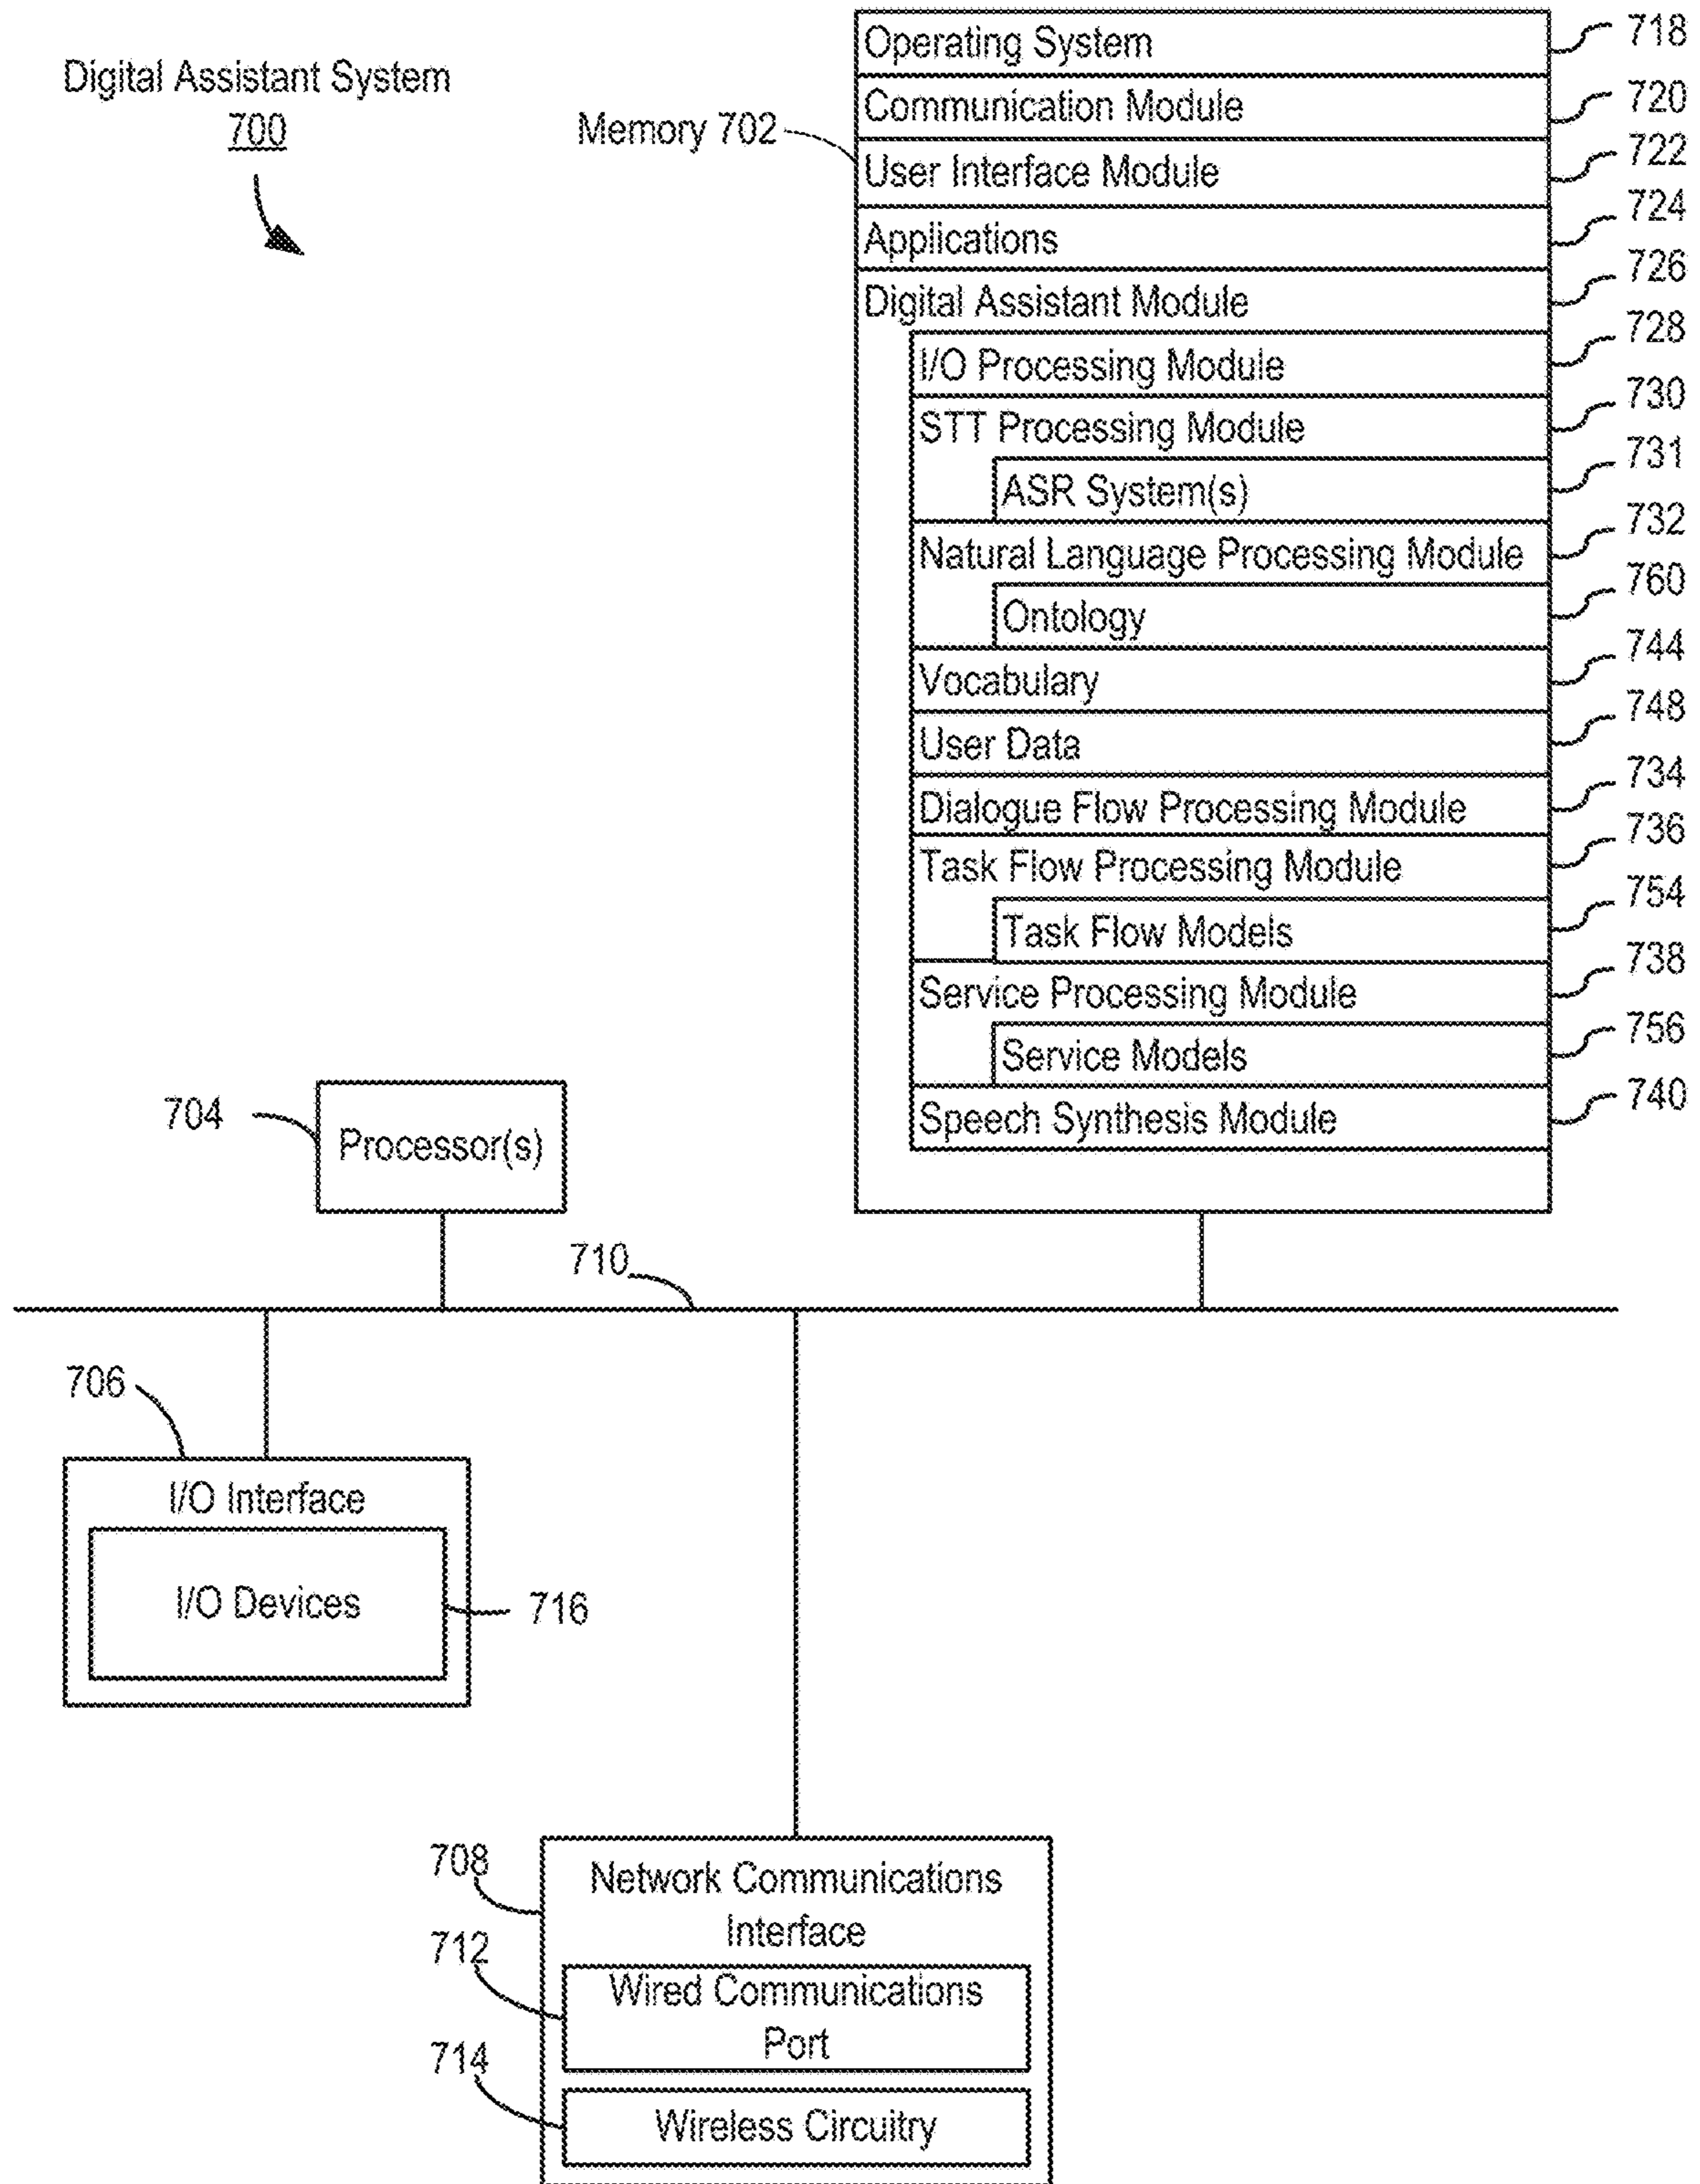 Digital Assistant System
700
Memory 702
Operating System 718
Communication Module 720
User Interface Module 722
Applications 724
Digital Assistant Module 726
I/O Processing Module 728
STT Processing Module 730
ASR System(s) 731
Natural Language Processing Module 732
Ontology 760
Vocabulary 744
User Data 748
Dialogue Flow Processing Module 734
Task Flow Processing Module 736
Task Flow Models 754
Service Processing Module 738
Service Models 756
Speech Synthesis Module 740
704
Processor(s)
710
706
I/O Interface
I/O Devices
716
708
Network Communications
Interface
712
Wired Communications
Port
714
Wireless Circuitry